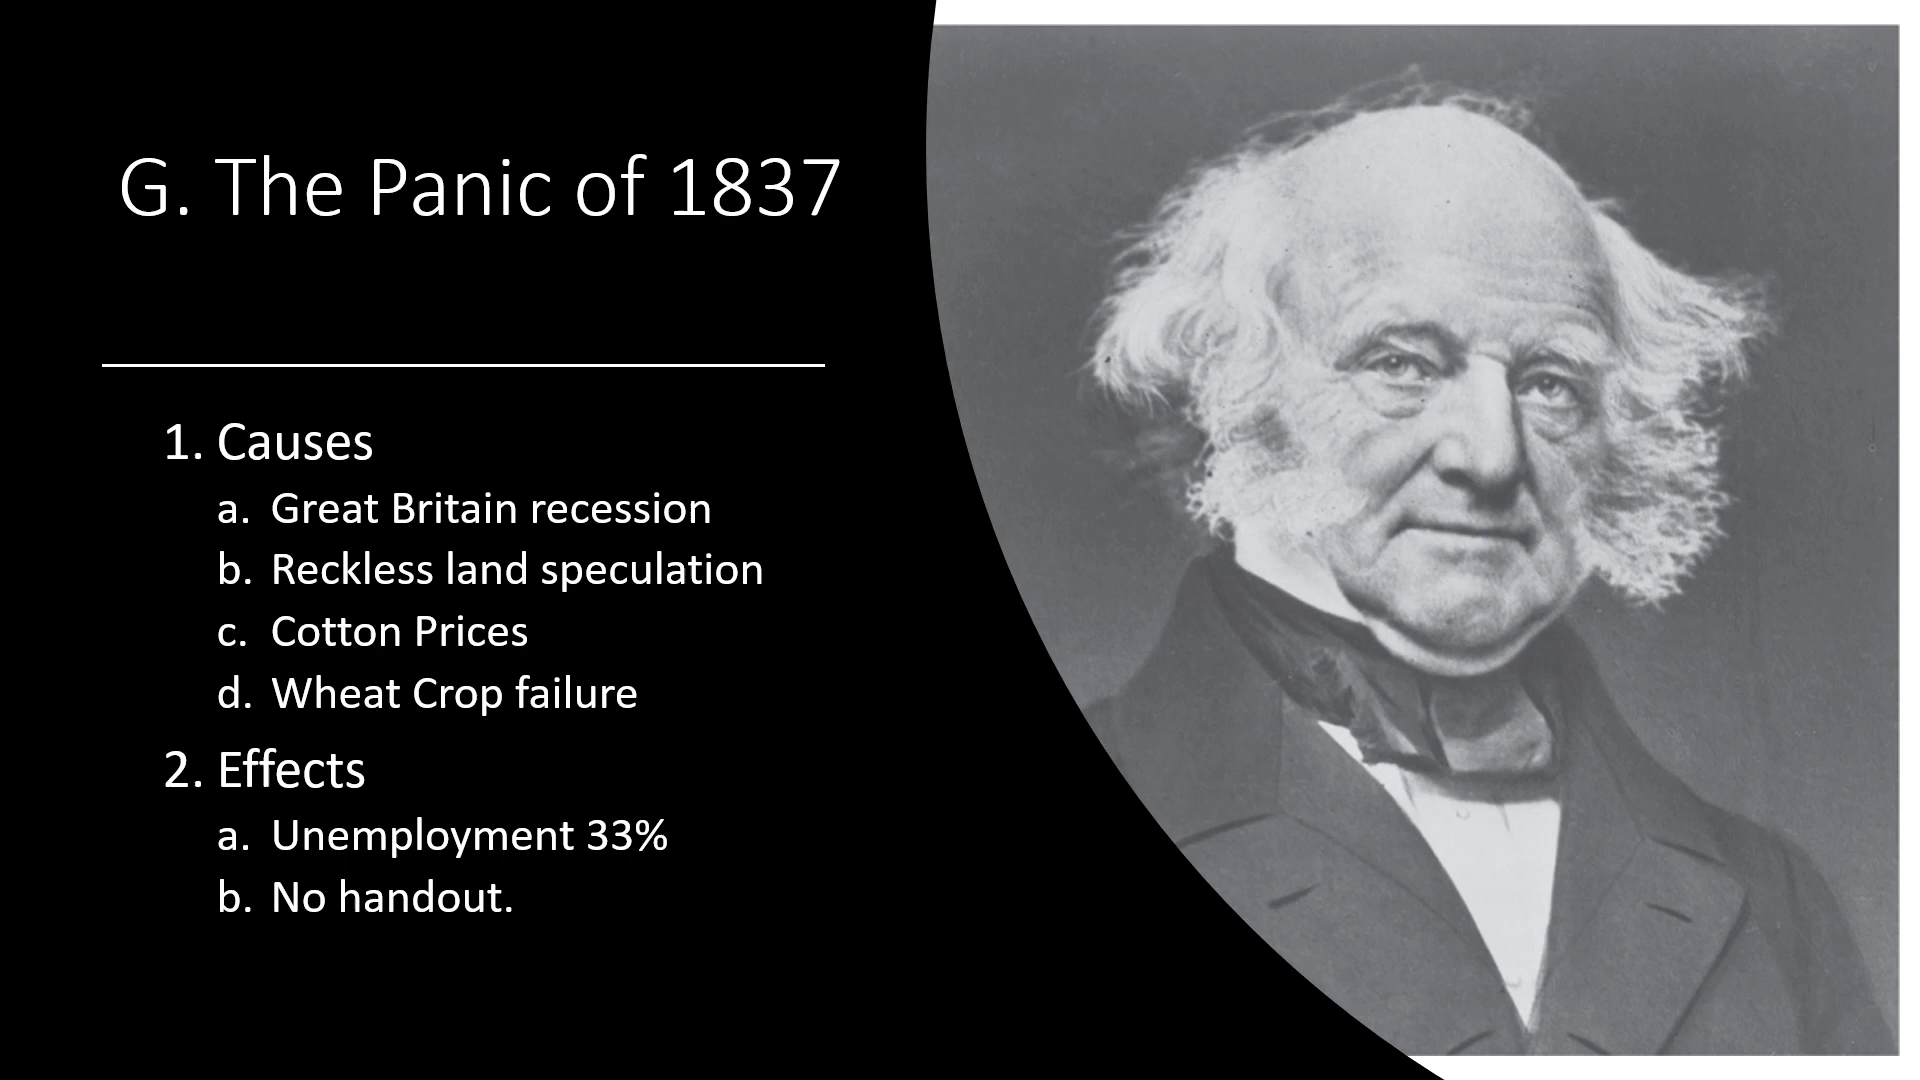 G. The Panic of 1837
1. Causes
a. Great Britain recession
b. Reckless land speculation
c. Cotton Prices
d. Wheat Crop failure
2. Effects
a. Unemployment 33%
b. No handout.